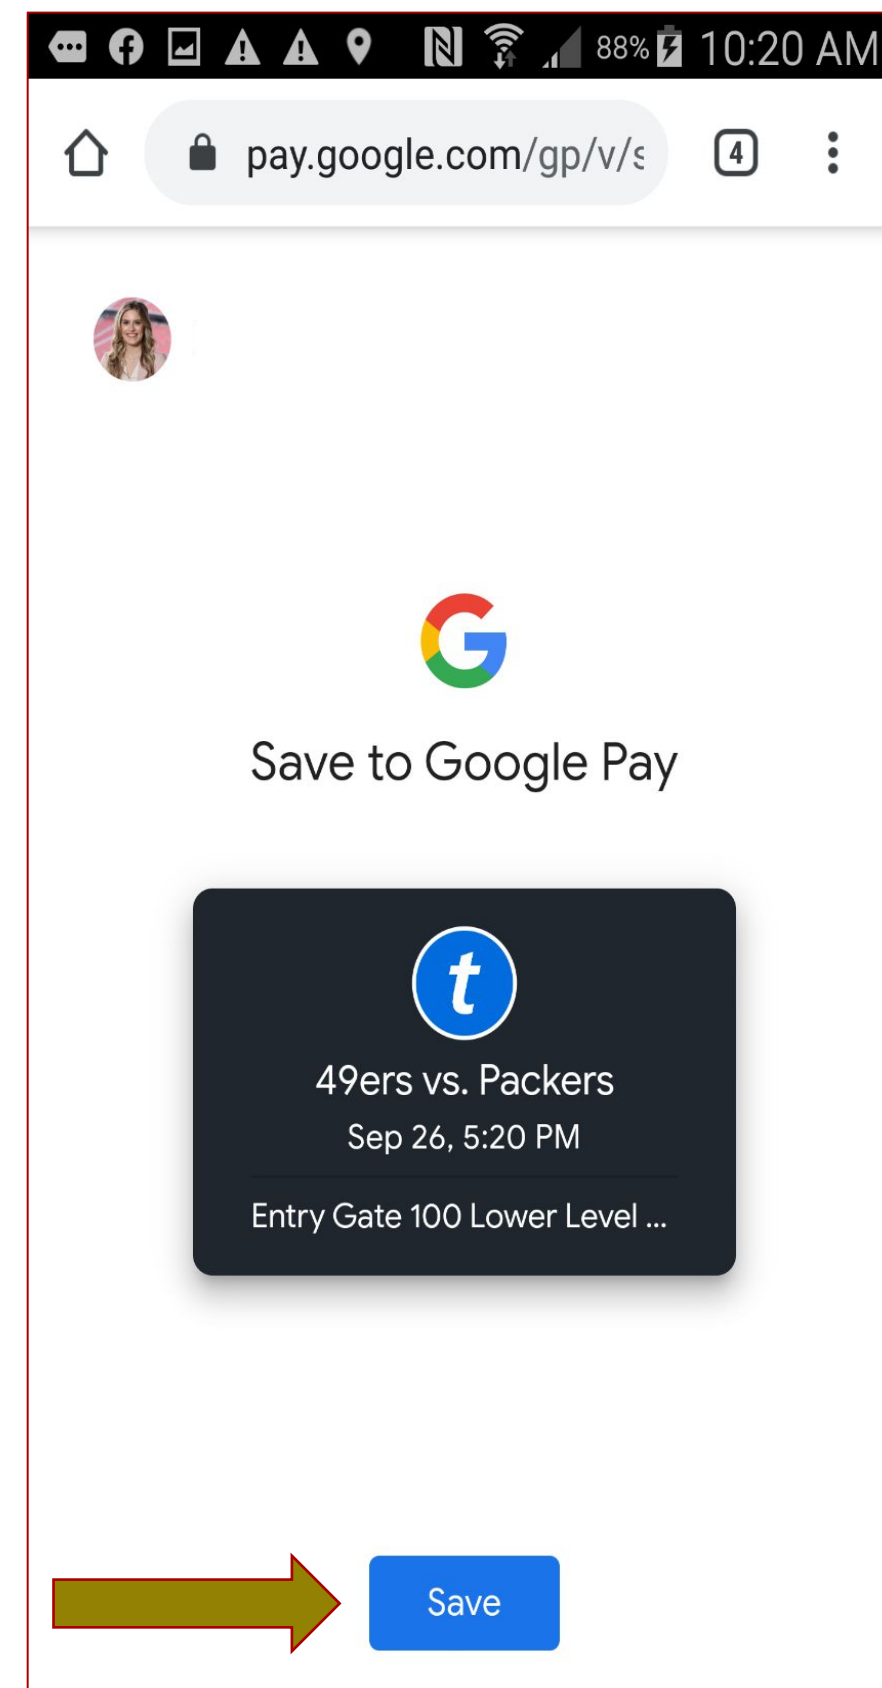 88% 10:20 AM
pay.google.com/gp/v/s 4
G
Save to Google Pay
t
49ers vs. Packers
Sep 26, 5:20 PM
Entry Gate 100 Lower Level ...
Save